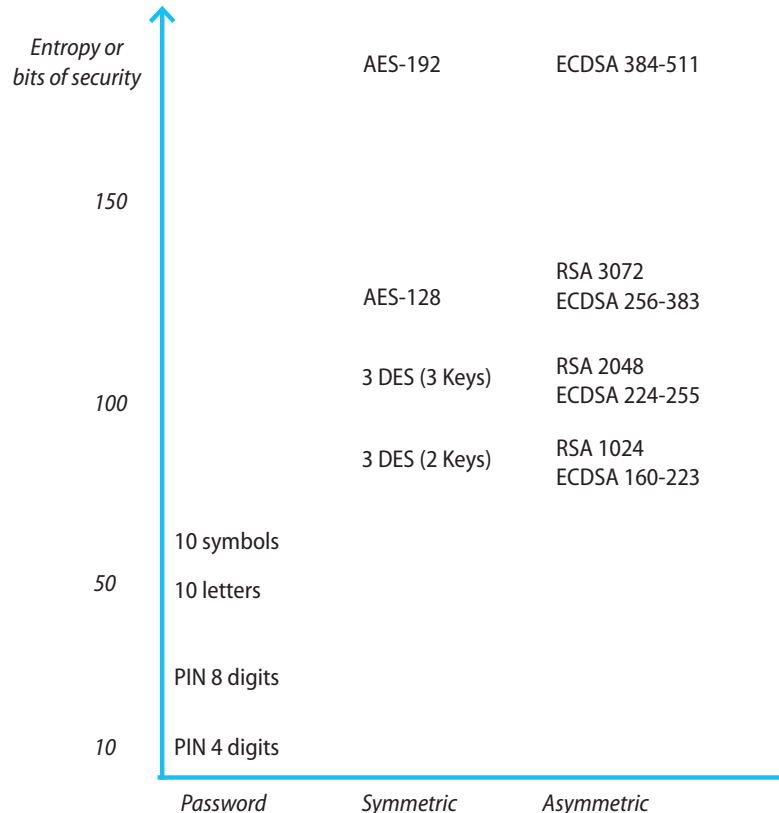 Entropy or
bits of security
AES-192 ECDSA 384-511
150
RSA 3072
AES-128
ECDSA 256-383
RSA 2048
3 DES (3 Keys)
ECDSA 224-255
100
RSA 1024
3 DES (2 Keys)
ECDSA 160-223
10 symbols
50 10 letters
PIN 8 digits
10 PIN 4 digits
Password Symmetric Asymmetric